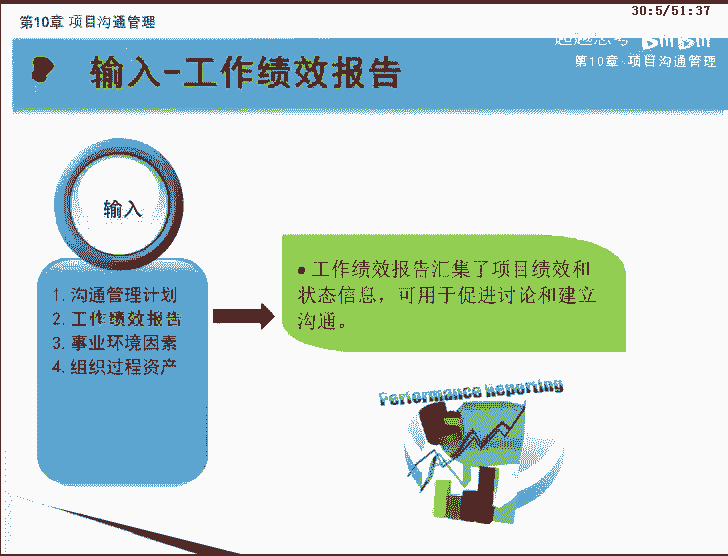 30:5/51:37
第10章 项目沟通管理
bilibili
第10章·项目沟通管理
输入-工作绩效报告
输入
1. 沟通管理计划
2. 工作绩效报告
3. 事业环境因素
4. 组织过程资产
• 工作绩效报告汇集了项目绩效和
状态信息，可用于促进讨论和建立
沟通。
Performance Reporting